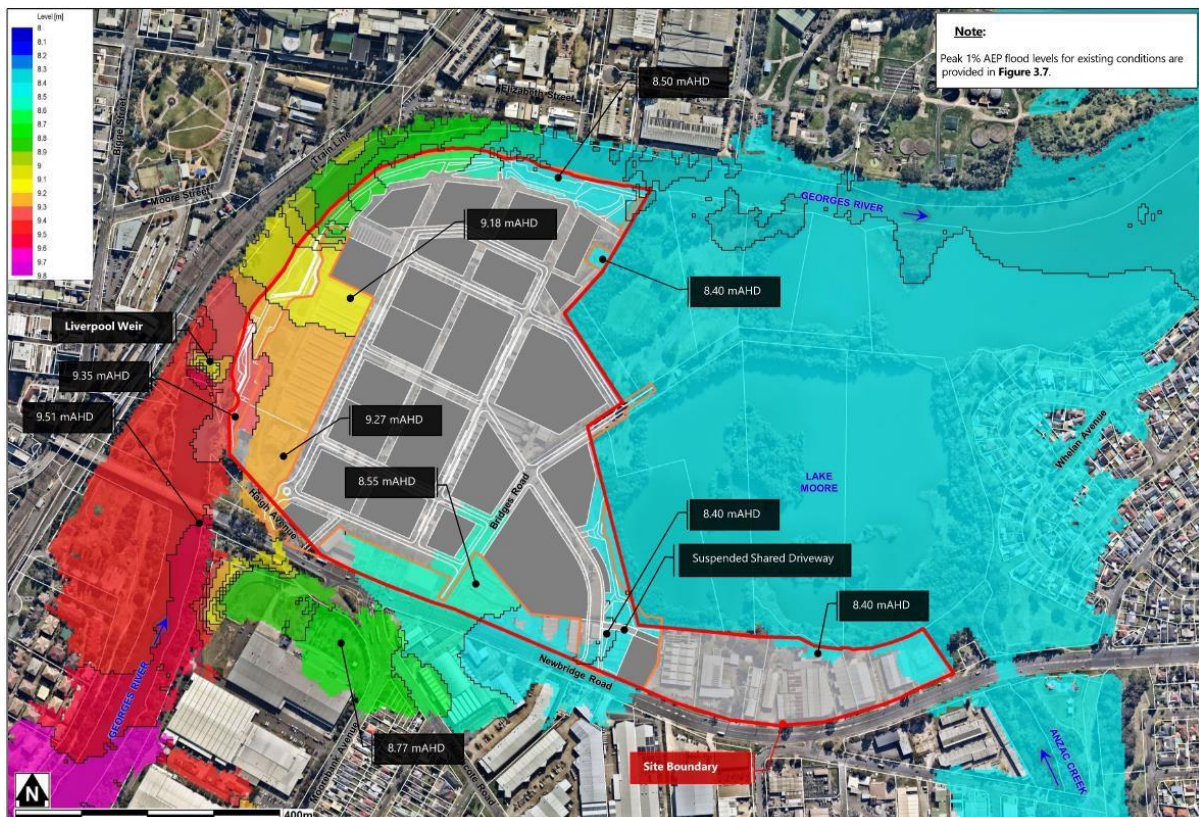 Level [m]
8
8.1
8.2
8.3
8.4
8.5
8.6
8.7
8.8
8.9
9
9.1
9.2
9.3
9.4
9.5
9.6
9.7
9.8
Note:
Peak 1% AEP flood levels for existing conditions are
provided in Figure 3.7.
8.50 mAHD
Elizabeth Street
Bigge Street
Train Line
Moore Street
GEORGES RIVER
9.18 mAHD
8.40 mAHD
Liverpool Weir
9.35 mAHD
9.51 mAHD
9.27 mAHD
8.55 mAHD
Bridges Road
Haigh Avenue
LAKE
MOORE
Whelan Avenue
8.40 mAHD
Suspended Shared Driveway
8.40 mAHD
Newbridge Road
GEORGES RIVER
8.77 mAHD
Site Boundary
ANZAC CREEK
N
400m